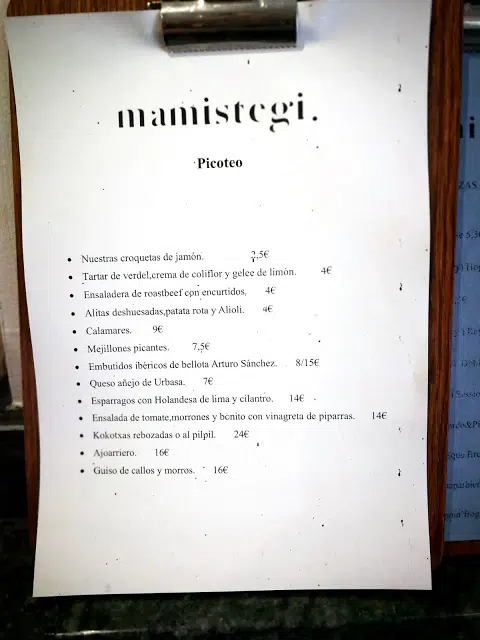 mamistegi.
Picoteo
• Nuestras croquetas de jamón. 2,5€
• Tartar de verdel,crema de coliflor y gelee de limón. 4€
• Ensaladera de roastbeef con encurtidos. 4€
• Alitas deshuesadas,patata rota y Alioli. 4€
• Calamares. 9€
• Mejillones picantes. 7,5€
• Embutidos ibéricos de bellota Arturo Sánchez. 8/15€
• Queso añejo de Urbasa. 7€
• Esparragos con Holandesa de lima y cilantro. 14€
• Ensalada de tomate,morrones y bonito con vinagreta de piparras. 14€
• Kokotxas rebozadas o al pilpil. 24€
• Ajoarriero. 16€
• Guiso de callos y morros. 16€